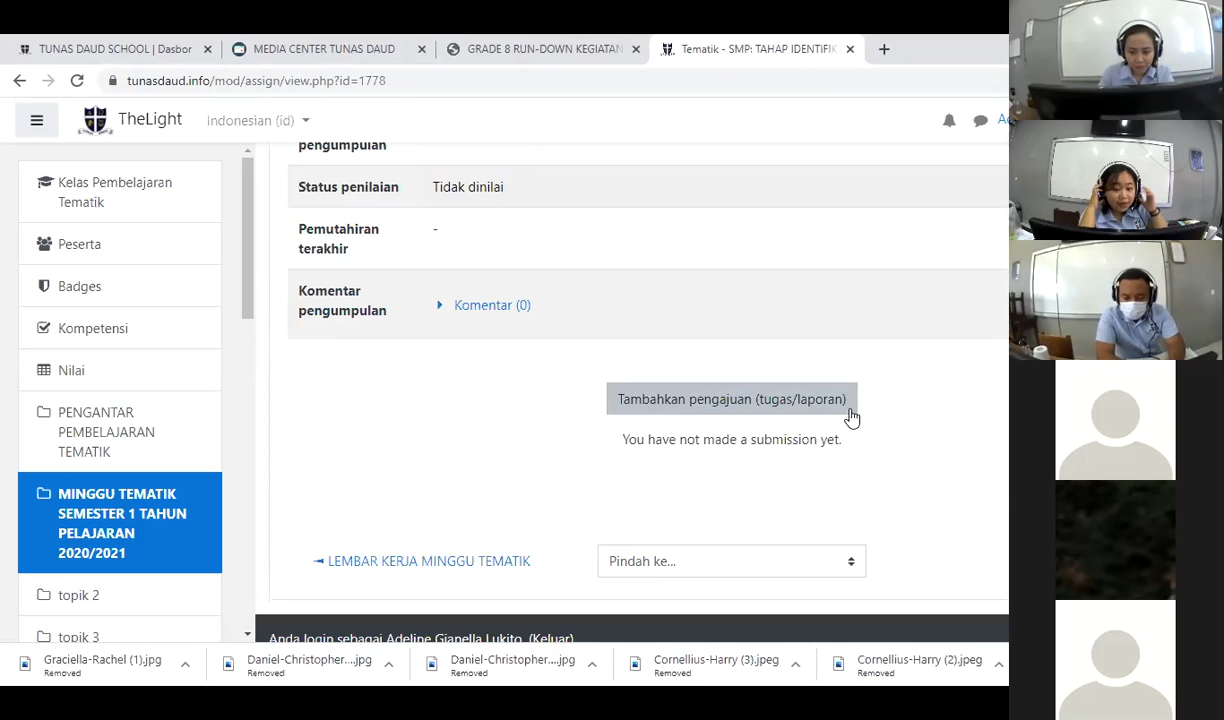 TUNAS DAUD SCHOOL | Dasbor
MEDIA CENTER TUNAS DAUD
GRADE 8 RUN-DOWN KEGIATAN
Tematik - SMP: TAHAP IDENTIFIK
tunasdaud.info/mod/assign/view.php?id=1778
TheLight
Indonesian (id)
Kelas Pembelajaran
Tematik
Peserta
Badges
Kompetensi
Nilai
PENGANTAR
PEMBELAJARAN
TEMATIK
MINGGU TEMATIK
SEMESTER 1 TAHUN
PELAJARAN
2020/2021
topik 2
topik 3
pengumpulan
Status penilaian Tidak dinilai
Pemutahiran
terakhir -
Komentar
pengumpulan Komentar (0)
Tambahkan pengajuan (tugas/laporan)
You have not made a submission yet.
LEMBAR KERJA MINGGU TEMATIK
Pindah ke...
Anda login sebagai Adeline Gianella Lukito (Keluar)
Graciella-Rachel (1).jpg
Removed
Daniel-Christopher....jpg
Removed
Daniel-Christopher....jpg
Removed
Cornellius-Harry (3).jpeg
Removed
Cornellius-Harry (2).jpeg
Removed